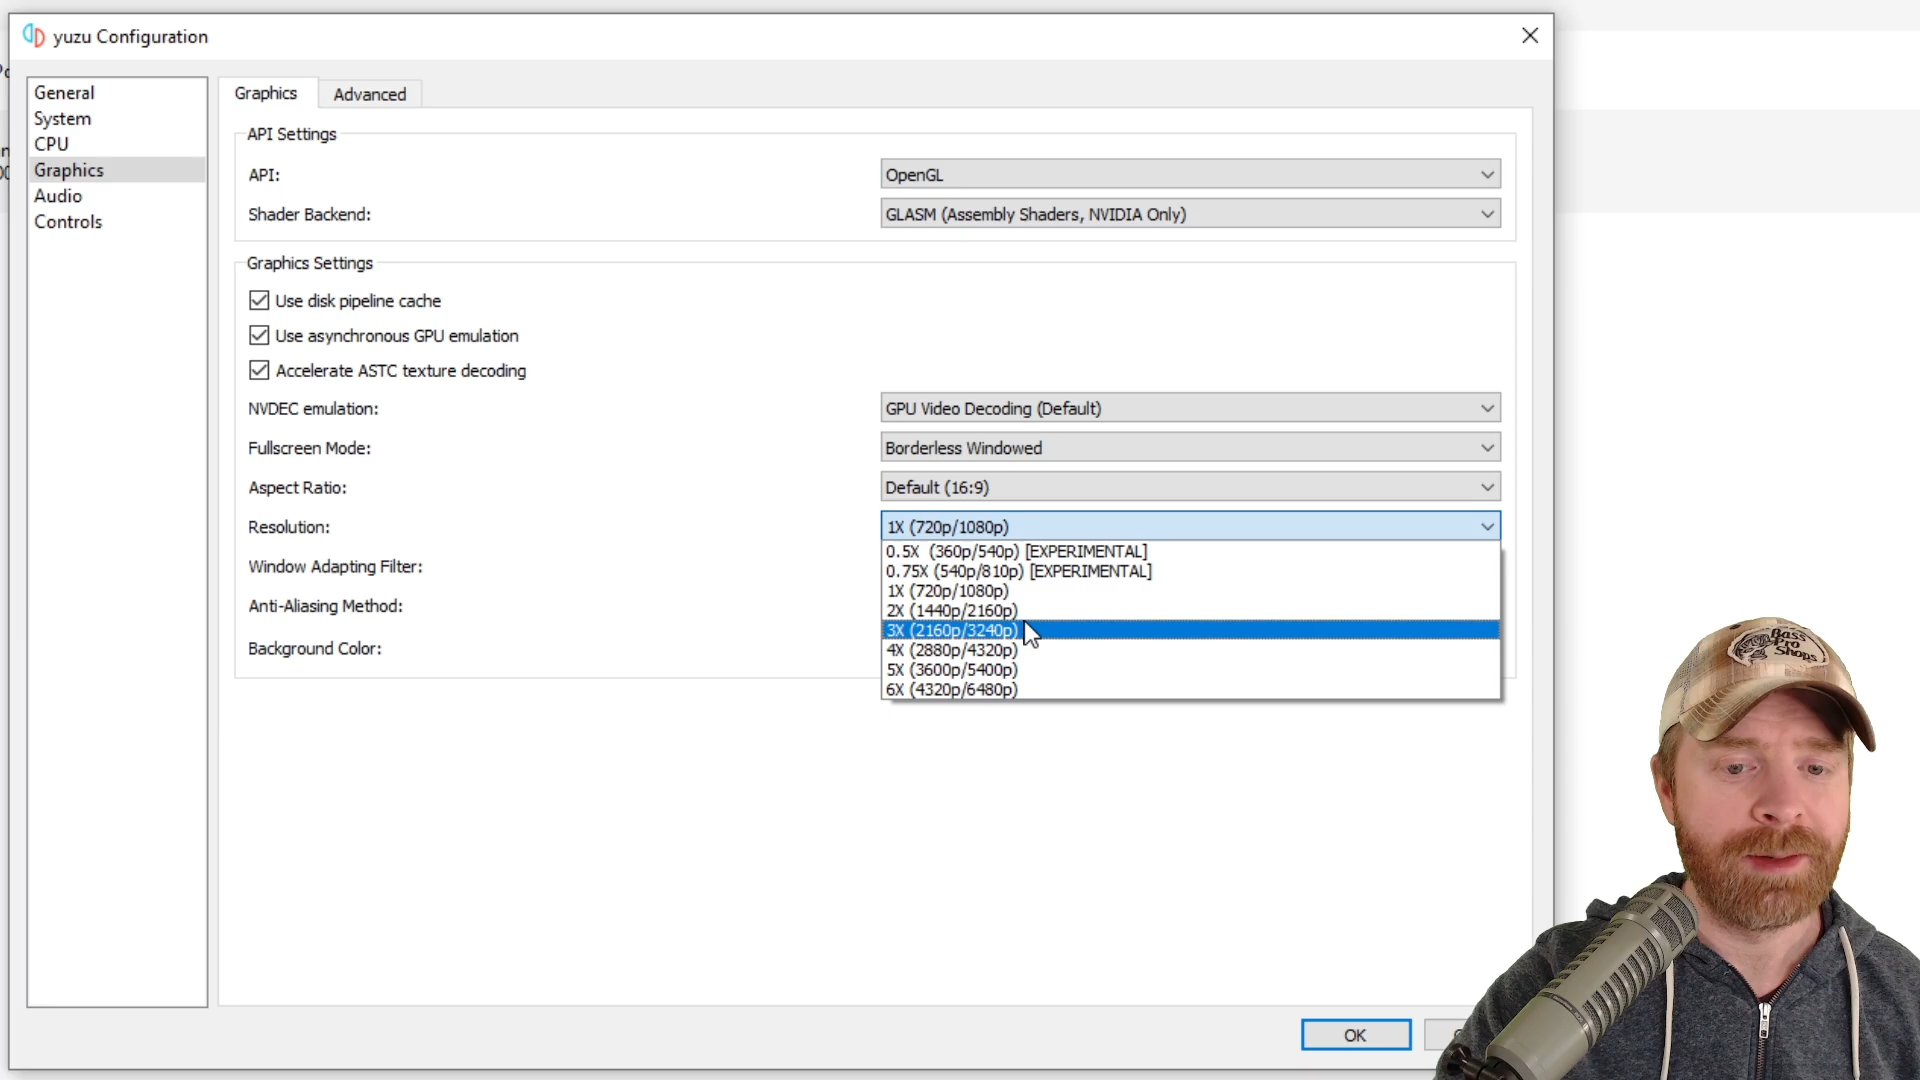 yuzu Configuration
General
System
CPU
Graphics
Audio
Controls
Graphics
Advanced
API Settings
API:
OpenGL
Shader Backend:
GLASM (Assembly Shaders, NVIDIA Only)
Graphics Settings
Use disk pipeline cache
Use asynchronous GPU emulation
Accelerate ASTC texture decoding
NVDEC emulation:
GPU Video Decoding (Default)
Fullscreen Mode:
Borderless Windowed
Aspect Ratio:
Default (16:9)
Resolution:
1X (720p/1080p)
0.5X (360p/540p) [EXPERIMENTAL]
0.75X (540p/810p) [EXPERIMENTAL]
1X (720p/1080p)
2X (1440p/2160p)
3X (2160p/3240p)
4X (2880p/4320p)
5X (3600p/5400p)
6X (4320p/6480p)
Window Adapting Filter:
Anti-Aliasing Method:
Background Color:
OK
Bass
Pro
Shops